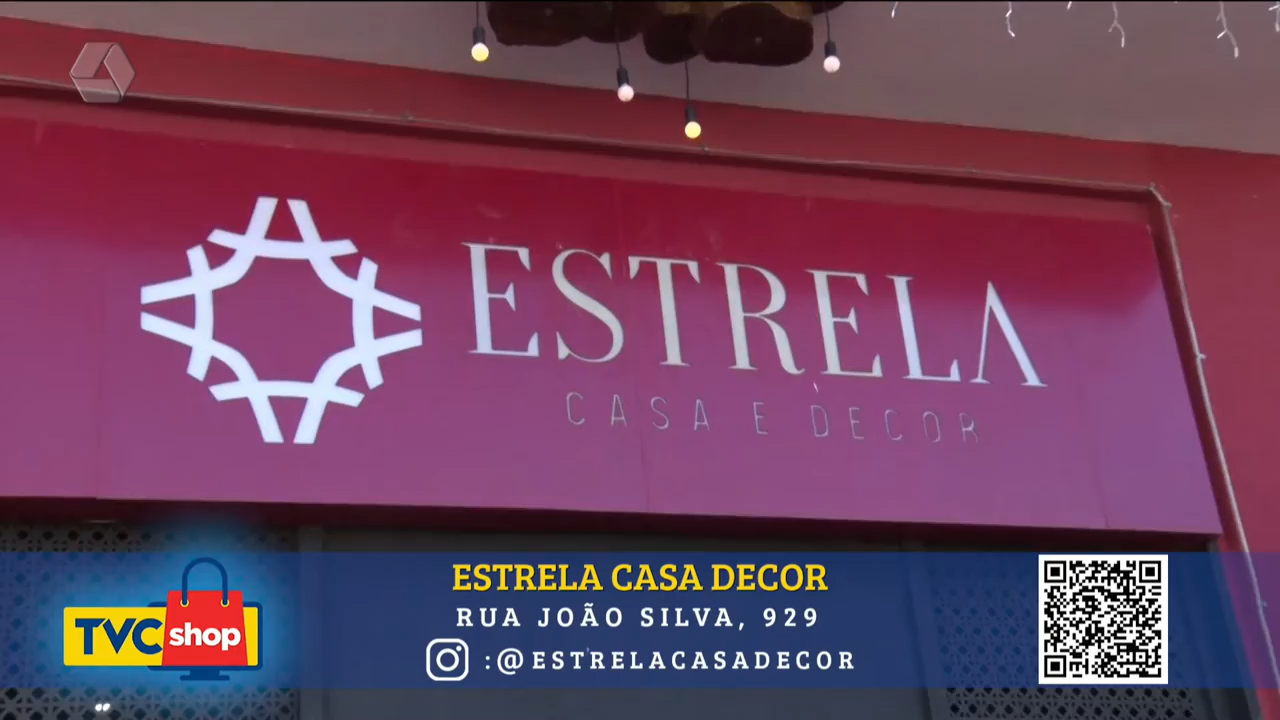 ESTRELA
CASA E DECOR
TVC shop
ESTRELA CASA DECOR
RUA JOÃO SILVA, 929
:@ESTRELACASADECOR